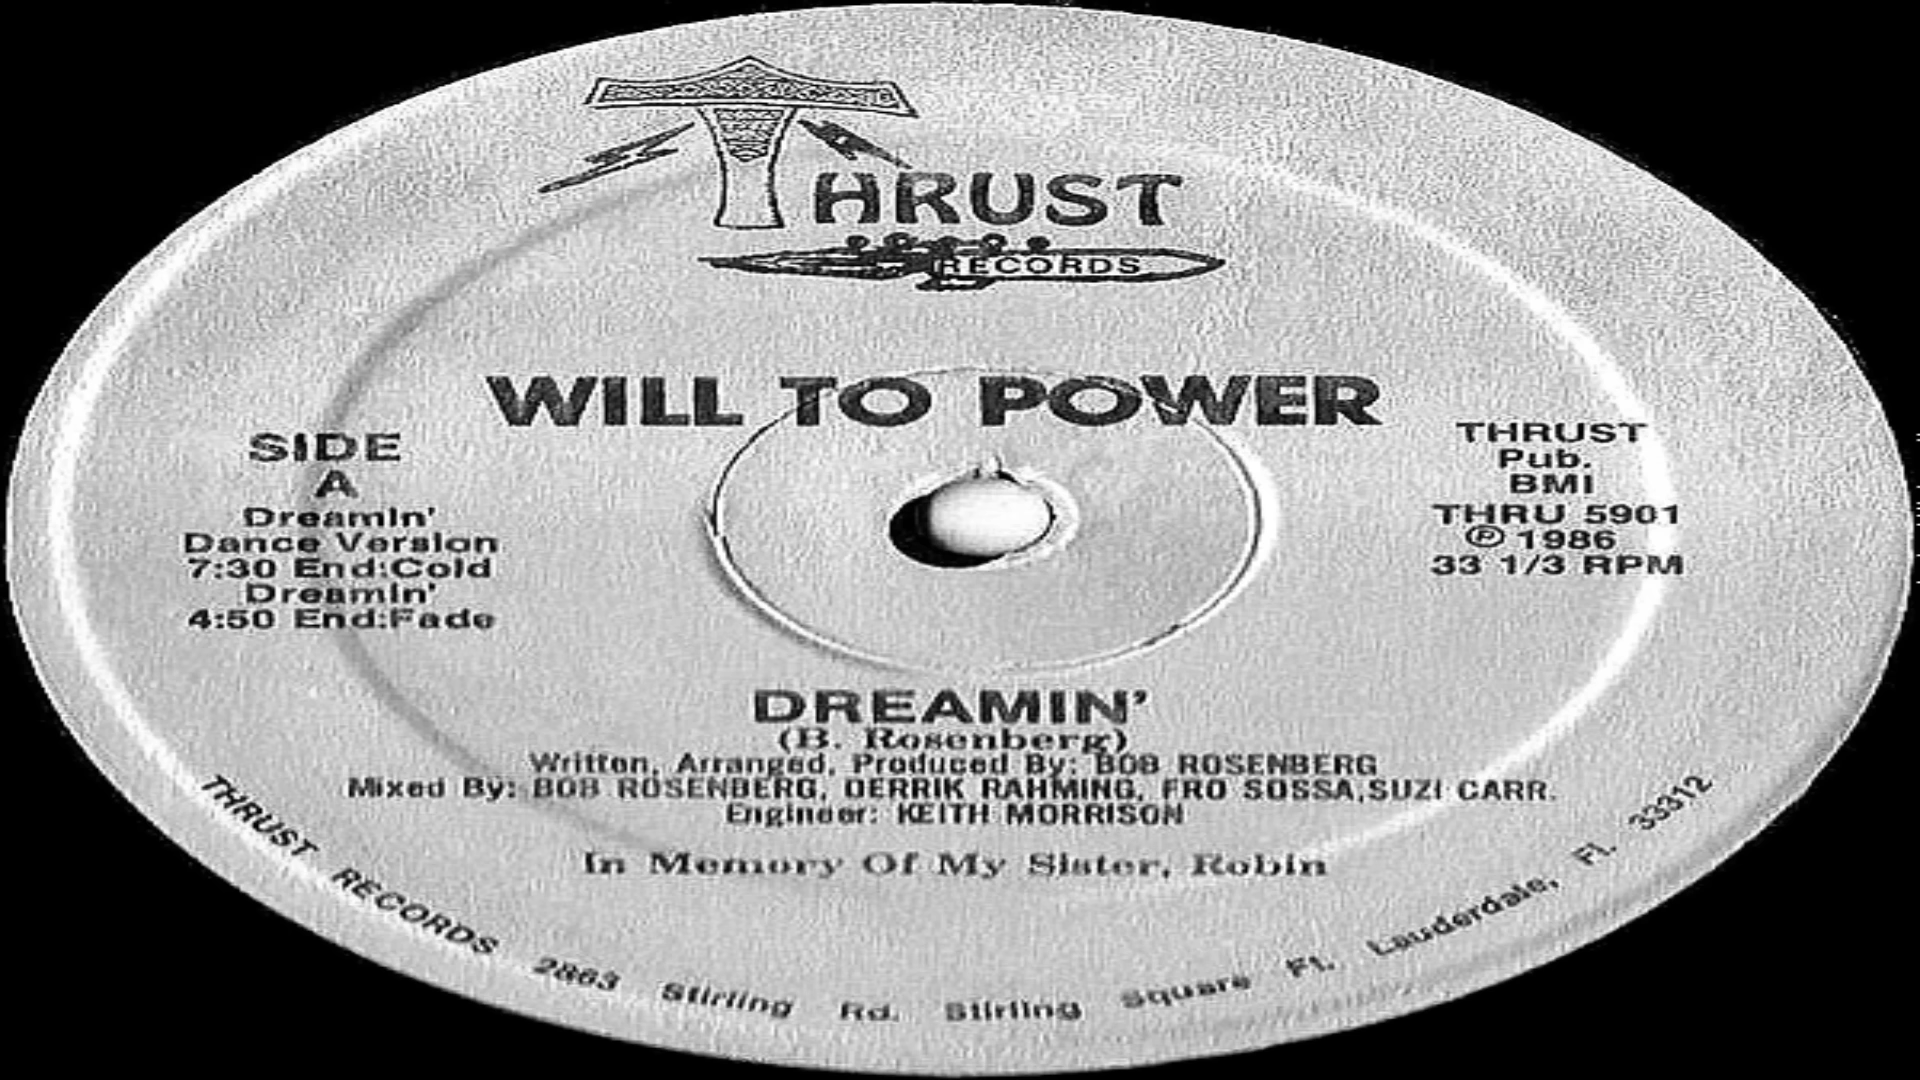 THRUST
RECORDS
WILL TO POWER
SIDE
A
Dreamin'
Dance Version
7:30 End:Cold
Dreamin'
4:50 End:Fade
THRUST
Pub.
BMI
THRU 5901
℗ 1986
33 1/3 RPM
DREAMIN'
(B. Rosenberg)
Written, Arranged, Produced By: BOB ROSENBERG
Mixed By: BOB ROSENBERG, DERRIK RAHMING, FRO SOSSA,SUZI CARR.
Engineer: KEITH MORRISON
In Memory Of My Sister, Robin
THRUST RECORDS 2863 Stirling Rd. Stirling Square Ft. Lauderdale, Fl. 33312